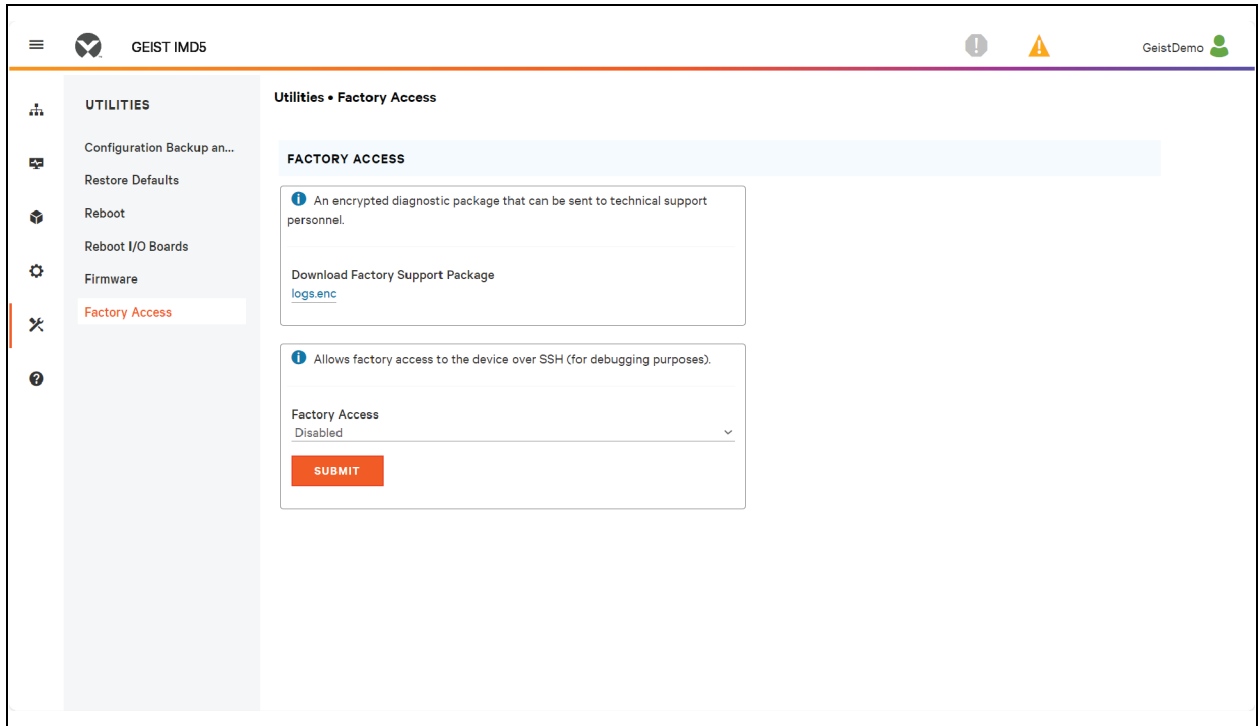 GEIST IMD5
GeistDemo
UTILITIES
Configuration Backup an...
Restore Defaults
Reboot
Reboot I/O Boards
Firmware
Factory Access
Utilities • Factory Access
FACTORY ACCESS
An encrypted diagnostic package that can be sent to technical support
personnel.
Download Factory Support Package
logs.enc
Allows factory access to the device over SSH (for debugging purposes).
Factory Access
Disabled
SUBMIT